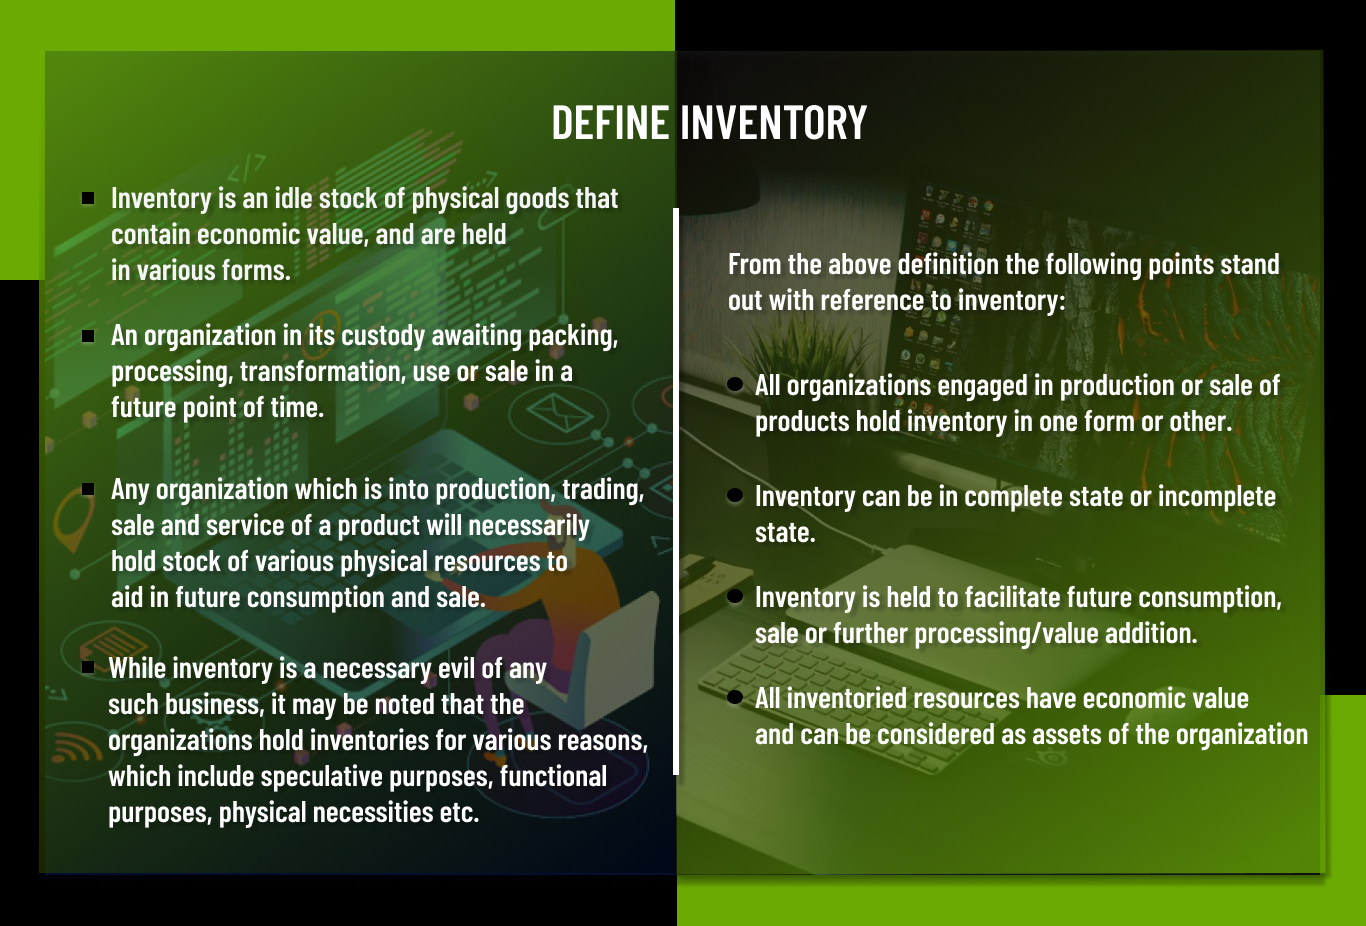 DEFINE INVENTORY
Inventory is an idle stock of physical goods that
contain economic value, and are held
in various forms.
An organization in its custody awaiting packing,
processing, transformation, use or sale in a
future point of time.
Any organization which is into production, trading,
sale and service of a product will necessarily
hold stock of various physical resources to
aid in future consumption and sale.
While inventory is a necessary evil of any
such business, it may be noted that the
organizations hold inventories for various reasons,
which include speculative purposes, functional
purposes, physical necessities etc.
From the above definition the following points stand
out with reference to inventory:
All organizations engaged in production or sale of
products hold inventory in one form or other.
Inventory can be in complete state or incomplete
state.
Inventory is held to facilitate future consumption,
sale or further processing/value addition.
All inventoried resources have economic value
and can be considered as assets of the organization